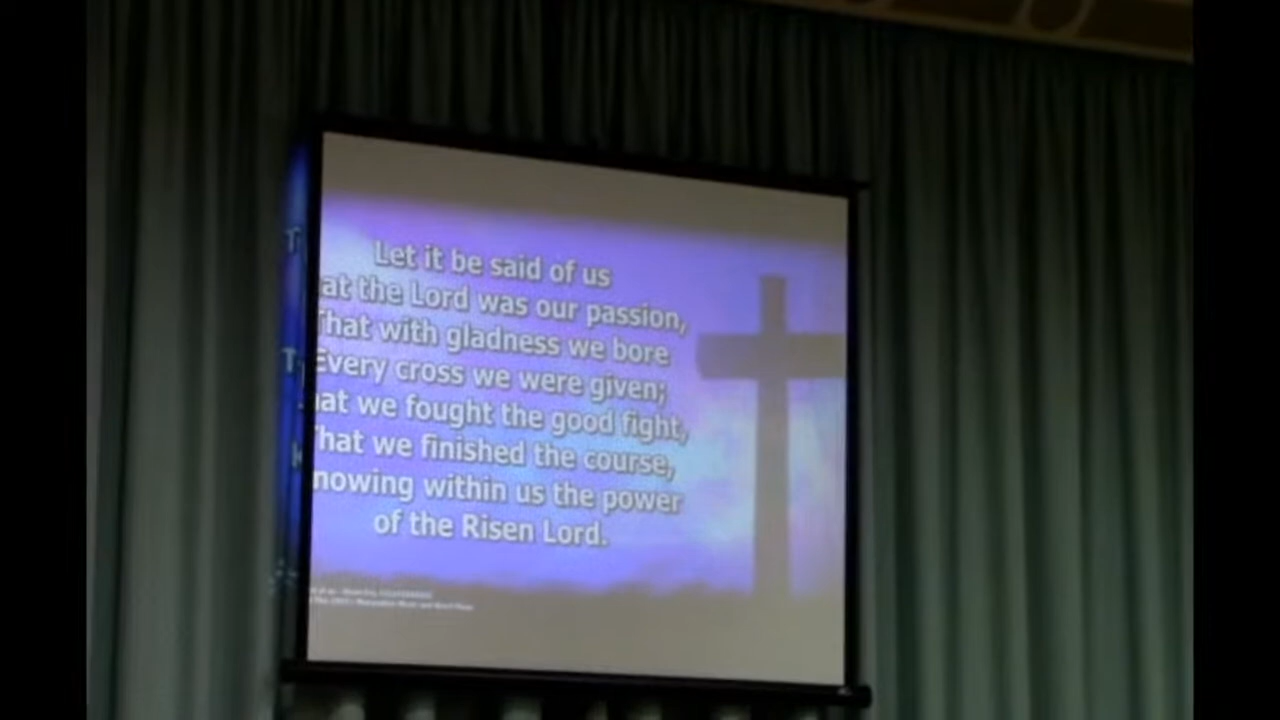 Let it be said of us
at the Lord was our passion,
That with gladness we bore
Every cross we were given;
hat we fought the good fight,
That we finished the course,
nowing within us the power
of the Risen Lord.